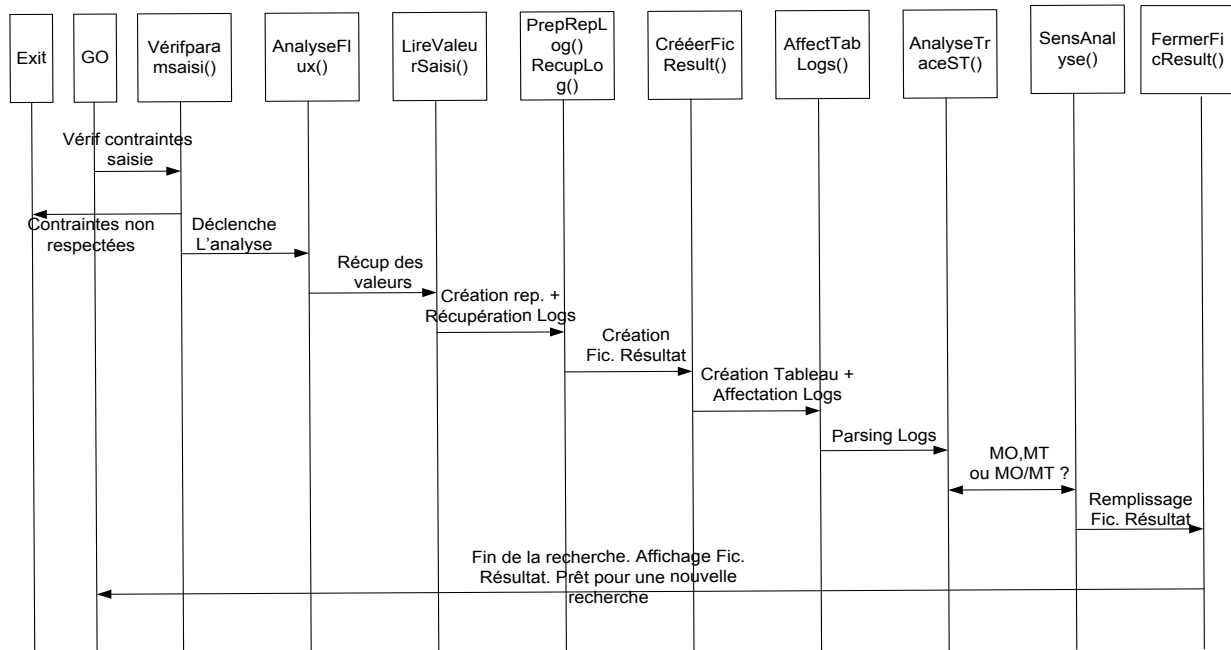 Exit
GO
Vérifpara
msaisi()
AnalyseFl
ux()
LireValeu
rSaisi()
PrepRepL
og()
RecupLo
g()
CrééerFic
Result()
AffectTab
Logs()
AnalyseTr
aceST()
SensAnal
yse()
FermerFi
cResult()
Vérif contraintes
saisie
Contraintes non
respectées
Déclenche
L'analyse
Récup des
valeurs
Création rep. +
Récupération Logs
Création
Fic. Résultat
Création Tableau +
Affectation Logs
Parsing Logs
MO,MT
ou MO/MT ?
Remplissage
Fic. Résultat
Fin de la recherche. Affichage Fic.
Résultat. Prêt pour une nouvelle
recherche